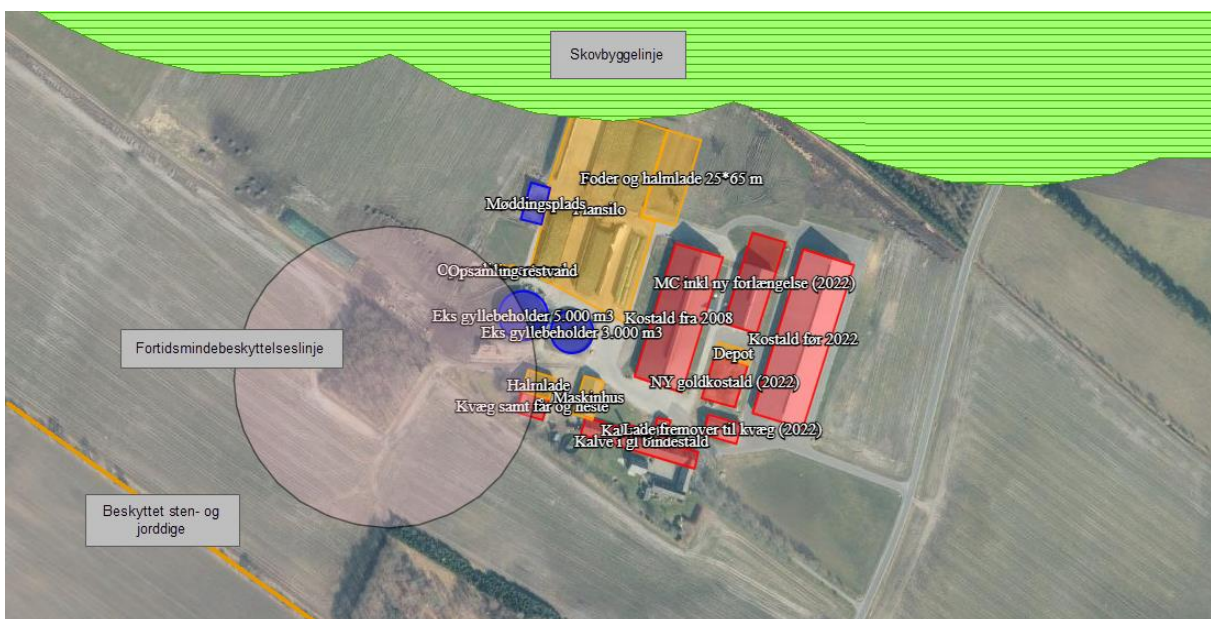 Skovbyggelinje
Foder og halmlade 25*65 m
Møddingsplads
Plansilo
Opsamling restvand
MC inkl ny forlængelse (2022)
Eks gyllebeholder 5.000 m3
Kostald fra 2008
Eks gyllebeholder 3.000 m3
Kostald før 2022
Fortidsmindebeskyttelseslinje
Depot
Halmlade
NY goldkostald (2022)
Maskinhus
Kvæg samt får og heste
Lade fremover til kvæg (2022)
Kalve i gl bindestald
Beskyttet sten- og
jorddige